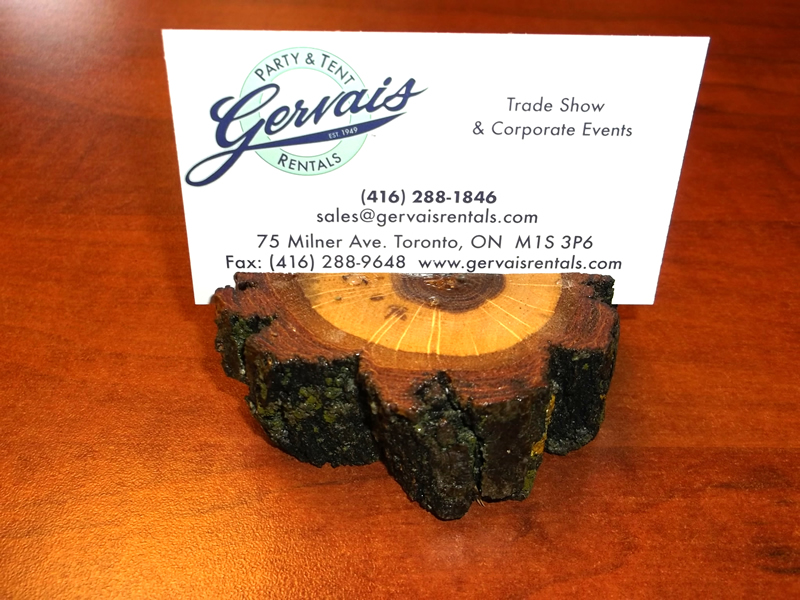 PARTY & TENT
Gervais
EST. 1949
RENTALS
Trade Show
& Corporate Events
(416) 288-1846
sales@gervaisrentals.com
75 Milner Ave. Toronto, ON M1S 3P6
Fax: (416) 288-9648 www.gervaisrentals.com